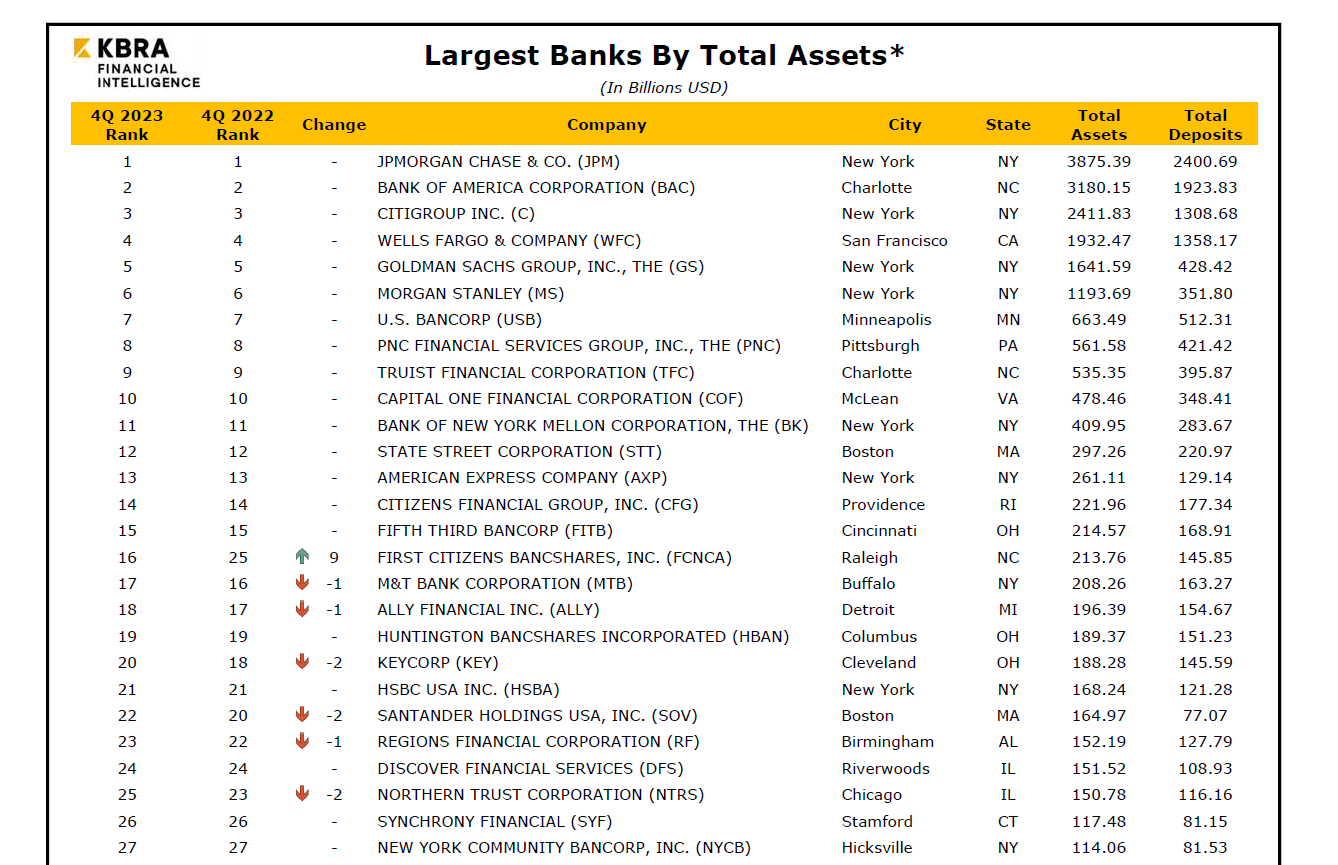 KBRA
FINANCIAL
INTELLIGENCE
Largest Banks By Total Assets*
(In Billions USD)
4Q 2023 Rank 4Q 2022 Rank Change Company City State Total Assets Total Deposits
1 1 - JPMORGAN CHASE & CO. (JPM) New York NY 3875.39 2400.69
2 2 - BANK OF AMERICA CORPORATION (BAC) Charlotte NC 3180.15 1923.83
3 3 - CITIGROUP INC. (C) New York NY 2411.83 1308.68
4 4 - WELLS FARGO & COMPANY (WFC) San Francisco CA 1932.47 1358.17
5 5 - GOLDMAN SACHS GROUP, INC., THE (GS) New York NY 1641.59 428.42
6 6 - MORGAN STANLEY (MS) New York NY 1193.69 351.80
7 7 - U.S. BANCORP (USB) Minneapolis MN 663.49 512.31
8 8 - PNC FINANCIAL SERVICES GROUP, INC., THE (PNC) Pittsburgh PA 561.58 421.42
9 9 - TRUIST FINANCIAL CORPORATION (TFC) Charlotte NC 535.35 395.87
10 10 - CAPITAL ONE FINANCIAL CORPORATION (COF) McLean VA 478.46 348.41
11 11 - BANK OF NEW YORK MELLON CORPORATION, THE (BK) New York NY 409.95 283.67
12 12 - STATE STREET CORPORATION (STT) Boston MA 297.26 220.97
13 13 - AMERICAN EXPRESS COMPANY (AXP) New York NY 261.11 129.14
14 14 - CITIZENS FINANCIAL GROUP, INC. (CFG) Providence RI 221.96 177.34
15 15 - FIFTH THIRD BANCORP (FITB) Cincinnati OH 214.57 168.91
16 25 9 FIRST CITIZENS BANCSHARES, INC. (FCNCA) Raleigh NC 213.76 145.85
17 16 -1 M&T BANK CORPORATION (MTB) Buffalo NY 208.26 163.27
18 17 -1 ALLY FINANCIAL INC. (ALLY) Detroit MI 196.39 154.67
19 19 - HUNTINGTON BANCSHARES INCORPORATED (HBAN) Columbus OH 189.37 151.23
20 18 -2 KEYCORP (KEY) Cleveland OH 188.28 145.59
21 21 - HSBC USA INC. (HSBA) New York NY 168.24 121.28
22 20 -2 SANTANDER HOLDINGS USA, INC. (SOV) Boston MA 164.97 77.07
23 22 -1 REGIONS FINANCIAL CORPORATION (RF) Birmingham AL 152.19 127.79
24 24 - DISCOVER FINANCIAL SERVICES (DFS) Riverwoods IL 151.52 108.93
25 23 -2 NORTHERN TRUST CORPORATION (NTRS) Chicago IL 150.78 116.16
26 26 - SYNCHRONY FINANCIAL (SYF) Stamford CT 117.48 81.15
27 27 - NEW YORK COMMUNITY BANCORP, INC. (NYCB) Hicksville NY 114.06 81.53